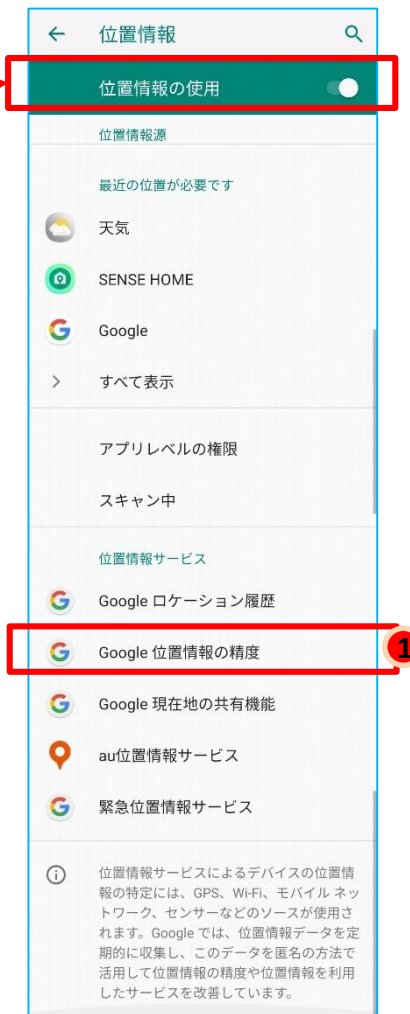 位置情報
位置情報の使用
位置情報源
最近の位置が必要です
天気
SENSE HOME
Google
すべて表示
アプリレベルの権限
スキャン中
位置情報サービス
Google ロケーション履歴
Google 位置情報の精度
1
Google 現在地の共有機能
au位置情報サービス
緊急位置情報サービス
位置情報サービスによるデバイスの位置情
報の特定には、GPS、Wi-Fi、モバイル ネッ
トワーク、センサーなどのソースが使用さ
れます。Google では、位置情報データを定
期的に収集し、このデータを匿名の方法で
活用して位置情報の精度や位置情報を利用
したサービスを改善しています。